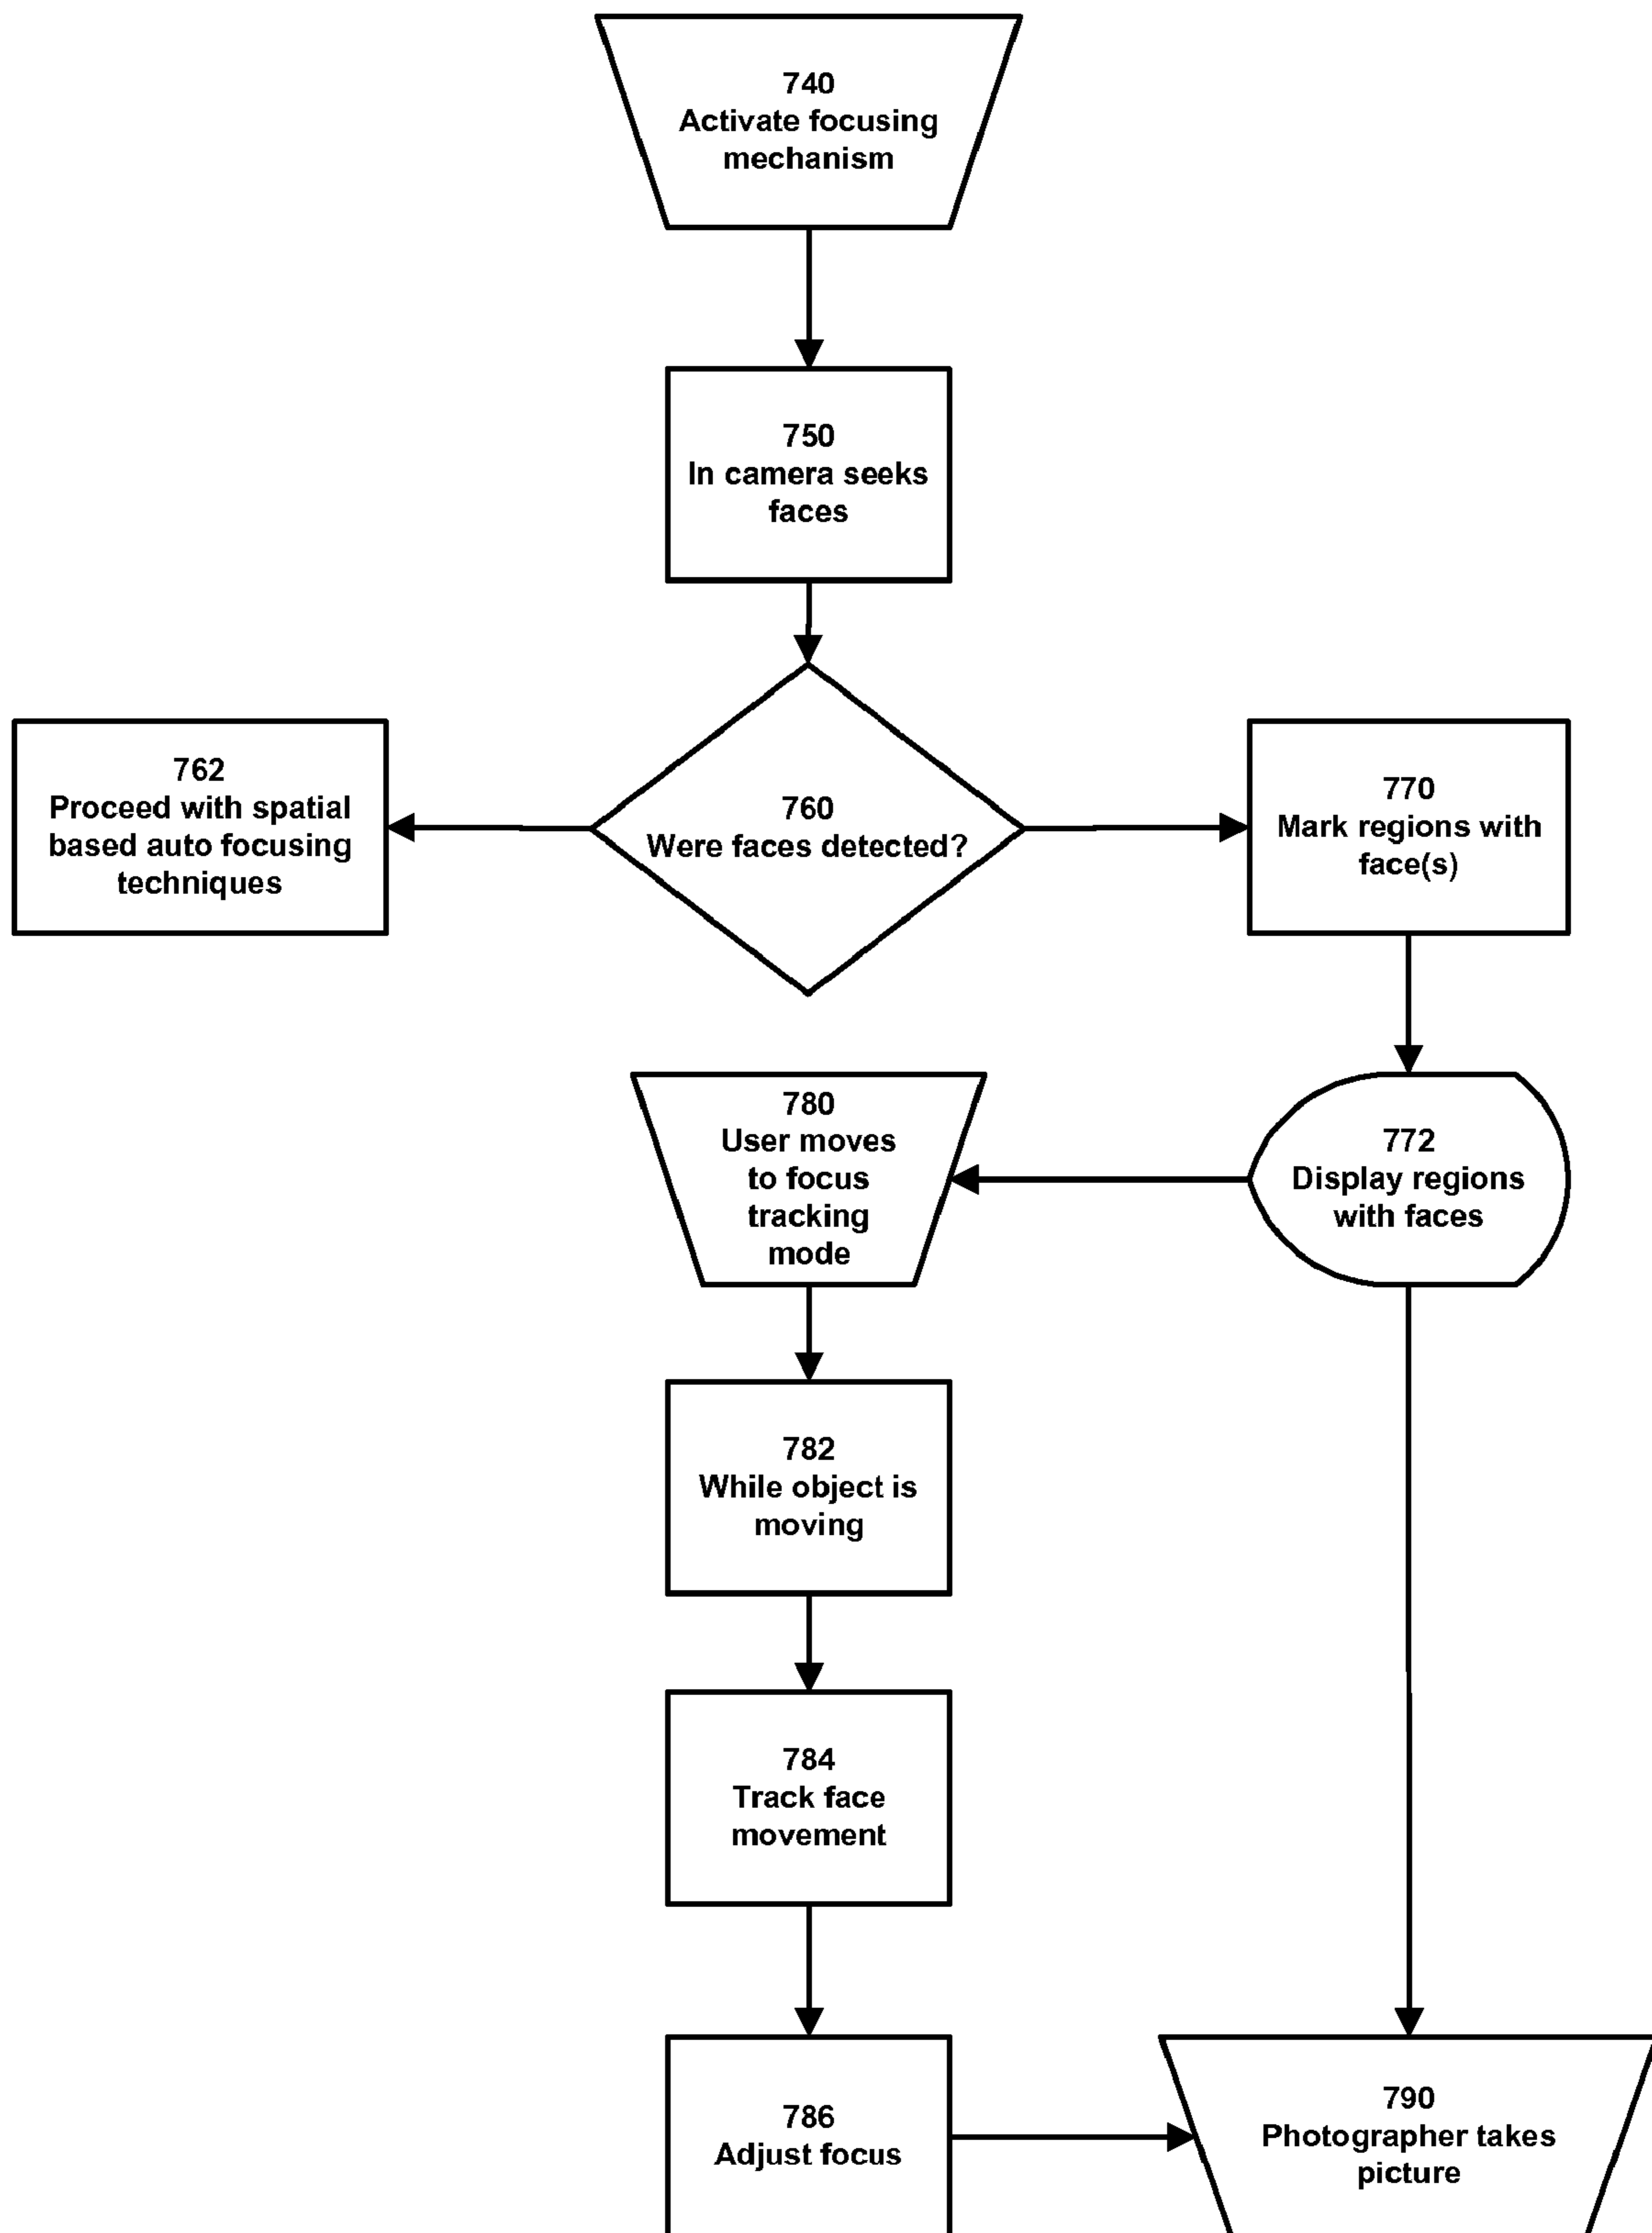 740
Activate focusing
mechanism
750
In camera seeks
faces
762
Proceed with spatial
based auto focusing
techniques
760
Were faces detected?
770
Mark regions with
face(s)
780
User moves
to focus
tracking
mode
772
Display regions
with faces
782
While object is
moving
784
Track face
movement
786
Adjust focus
790
Photographer takes
picture